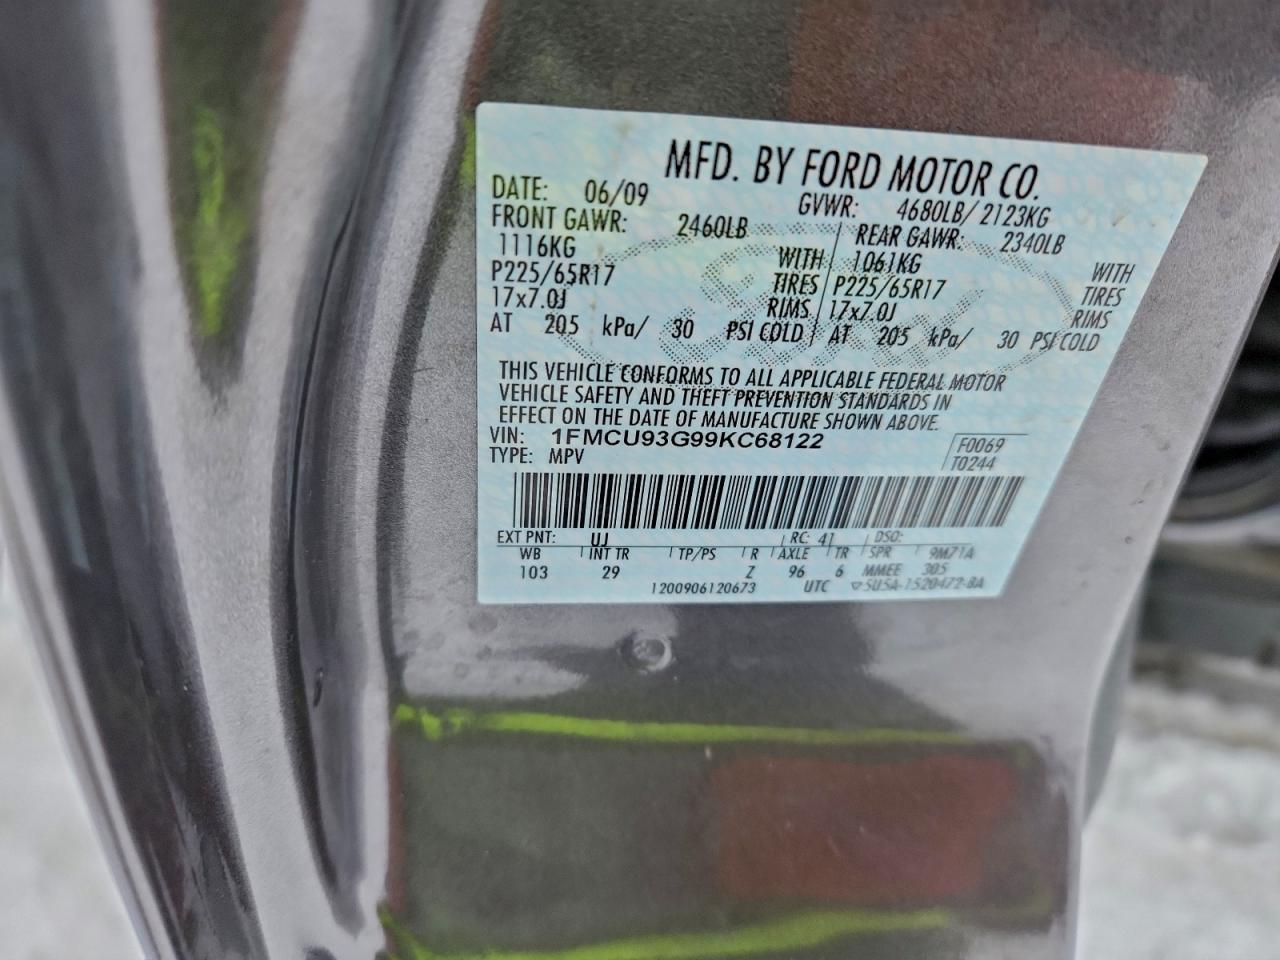 MFD. BY FORD MOTOR CO.
DATE: 06/09 GVWR: 4680LB/ 2123KG
FRONT GAWR: 2460LB REAR GAWR: 2340LB
1116KG WITH 1061KG WITH
P225/65R17 TIRES P225/65R17 TIRES
17x7.0J RIMS 17x7.0J RIMS
AT 205 kPa/ 30 PSI COLD AT 205 kPa/ 30 PSI COLD
THIS VEHICLE CONFORMS TO ALL APPLICABLE FEDERAL MOTOR
VEHICLE SAFETY AND THEFT PREVENTION STANDARDS IN
EFFECT ON THE DATE OF MANUFACTURE SHOWN ABOVE.
VIN: 1FMCU93G99KC68122 F0069
TYPE: MPV T0244
EXT PNT: UJ RC: 41 DSO:
WB INT TR TP/PS R AXLE TR SPR 9M71A
103 29 Z 96 6 MMEE 305
1200906120673 UTC ▽5U5A-1520472-BA